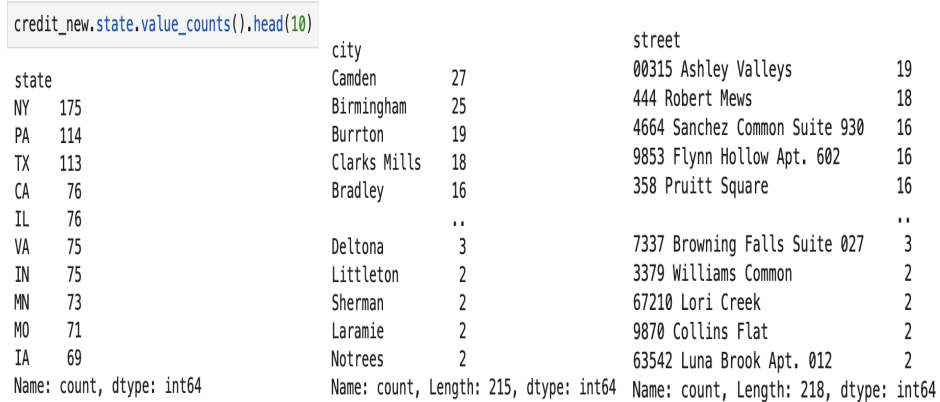 credit_new.state.value_counts().head(10)
state
NY 175
PA 114
TX 113
CA 76
IL 76
VA 75
IN 75
MN 73
MO 71
IA 69
Name: count, dtype: int64
city
Camden 27
Birmingham 25
Burrton 19
Clarks Mills 18
Bradley 16
..
Deltona 3
Littleton 2
Sherman 2
Laramie 2
Notrees 2
Name: count, Length: 215, dtype: int64
street
00315 Ashley Valleys 19
444 Robert Mews 18
4664 Sanchez Common Suite 930 16
9853 Flynn Hollow Apt. 602 16
358 Pruitt Square 16
..
7337 Browning Falls Suite 027 3
3379 Williams Common 2
67210 Lori Creek 2
9870 Collins Flat 2
63542 Luna Brook Apt. 012 2
Name: count, Length: 218, dtype: int64